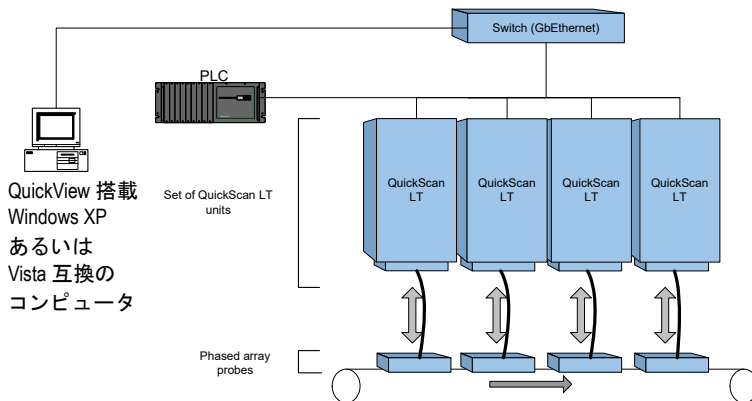 Switch (GbEthernet)
PLC
QuickView 搭載
Windows XP
あるいは
Vista 互換の
コンピュータ
Set of QuickScan LT
units
QuickScan
LT
QuickScan
LT
QuickScan
LT
QuickScan
LT
Phased array
probes